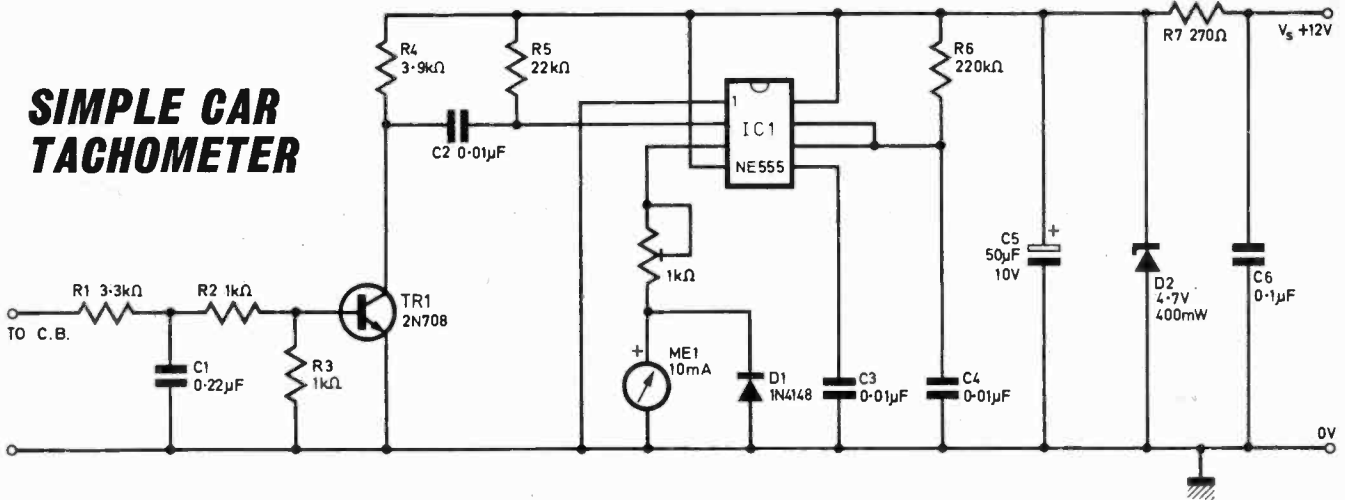 SIMPLE CAR
TACHOMETER
R4
3·9kΩ
R5
22kΩ
R6
220kΩ
R7 270Ω
Vs +12V
C2 0·01μF
1
IC1
NE555
1kΩ
C5
50μF
10V
+
D2
4·7V
400mW
C6
0·1μF
R1 3·3kΩ
R2 1kΩ
TO C.B.
TR1
2N708
C1
0·22μF
R3
1kΩ
+
ME1
10mA
D1
1N4148
C3
0·01μF
C4
0·01μF
0V